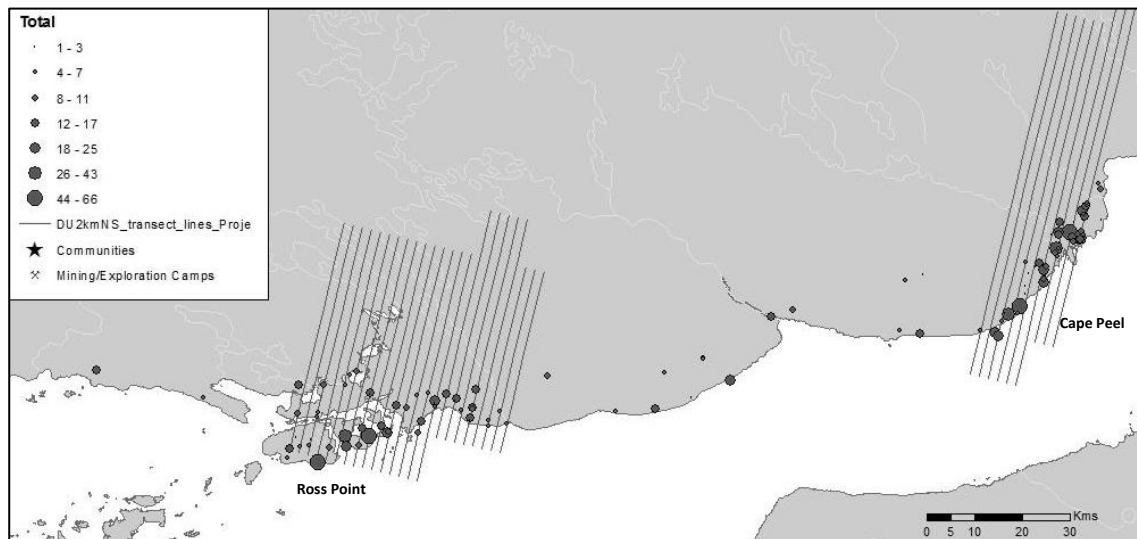 Total
1 - 3
4 - 7
8 - 11
12 - 17
18 - 25
26 - 43
44 - 66
DU2kmNS_transect_lines_Proje
Communities
Mining/Exploration Camps
Cape Peel
Ross Point
Kms
0 5 10 20 30